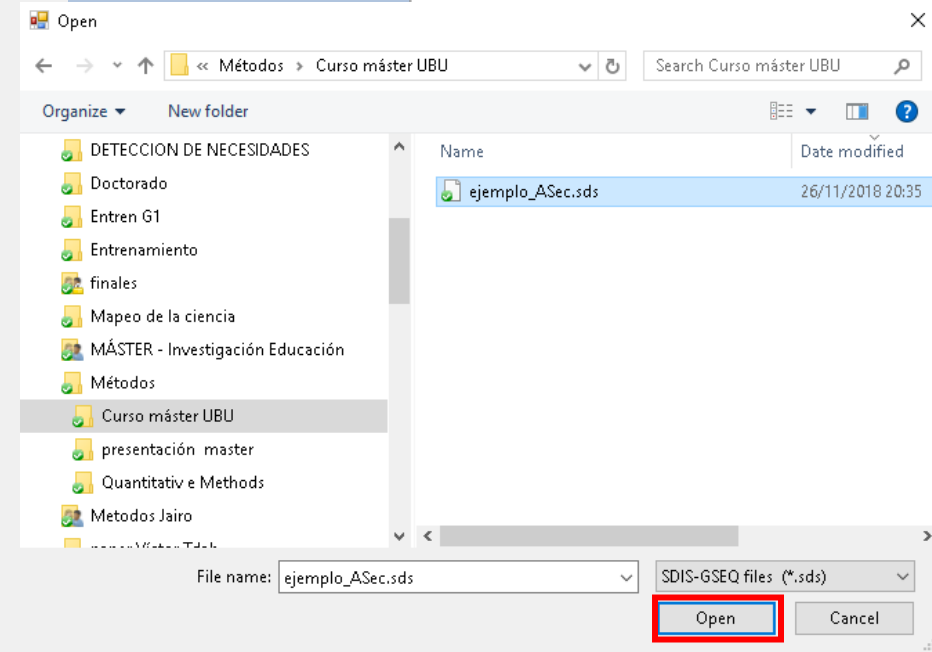 Open
« Métodos > Curso máster UBU
Search Curso máster UBU
Organize
New folder
?
DETECCION DE NECESIDADES
Doctorado
Entren G1
Entrenamiento
finales
Mapeo de la ciencia
MÁSTER - Investigación Educación
Métodos
Curso máster UBU
presentación master
Quantitativ e Methods
Metodos Jairo
Name
Date modified
ejemplo_ASec.sds
26/11/2018 20:35
File name:
ejemplo_ASec.sds
SDIS-GSEQ files (*.sds)
Open
Cancel